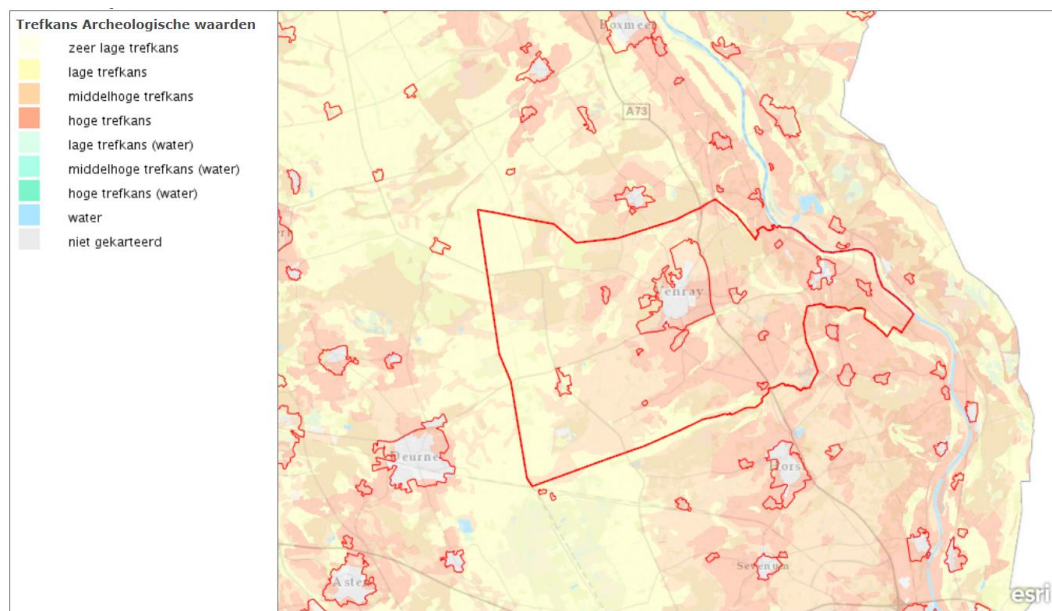 Trefkans Archeologische waarden
zeer lage trefkans
lage trefkans
middelhoge trefkans
hoge trefkans
lage trefkans (water)
middelhoge trefkans (water)
hoge trefkans (water)
water
niet gekarteerd
Boxmeer
A73
Venray
Deurne
Horst
Sevenum
Asten
esri